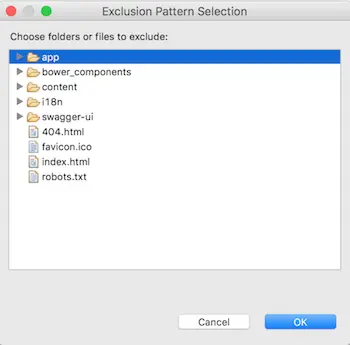 Exclusion Pattern Selection
Choose folders or files to exclude:
app
bower_components
content
i18n
swagger-ui
404.html
favicon.ico
index.html
robots.txt
Cancel OK